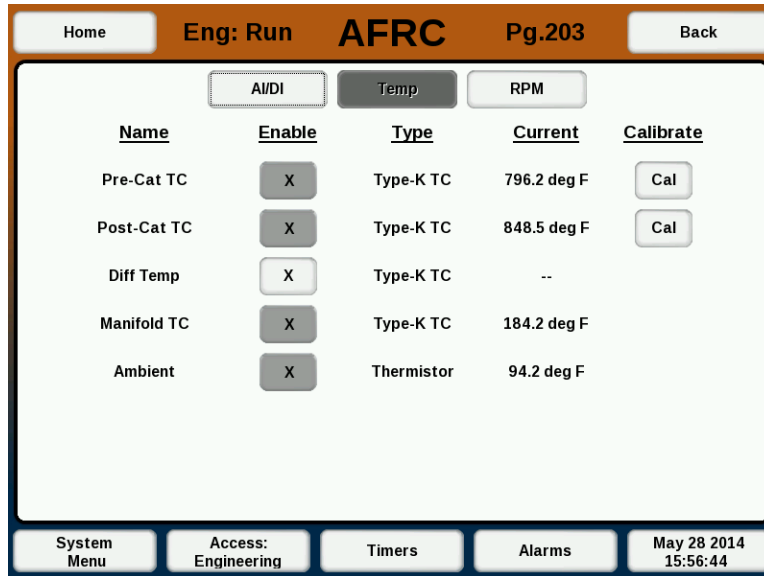 Home Eng: Run AFRC Pg.203 Back
AI/DI Temp RPM
Name Enable Type Current Calibrate
Pre-Cat TC X Type-K TC 796.2 deg F Cal
Post-Cat TC X Type-K TC 848.5 deg F Cal
Diff Temp X Type-K TC --
Manifold TC X Type-K TC 184.2 deg F
Ambient X Thermistor 94.2 deg F
System Menu Access: Engineering Timers Alarms May 28 2014 15:56:44